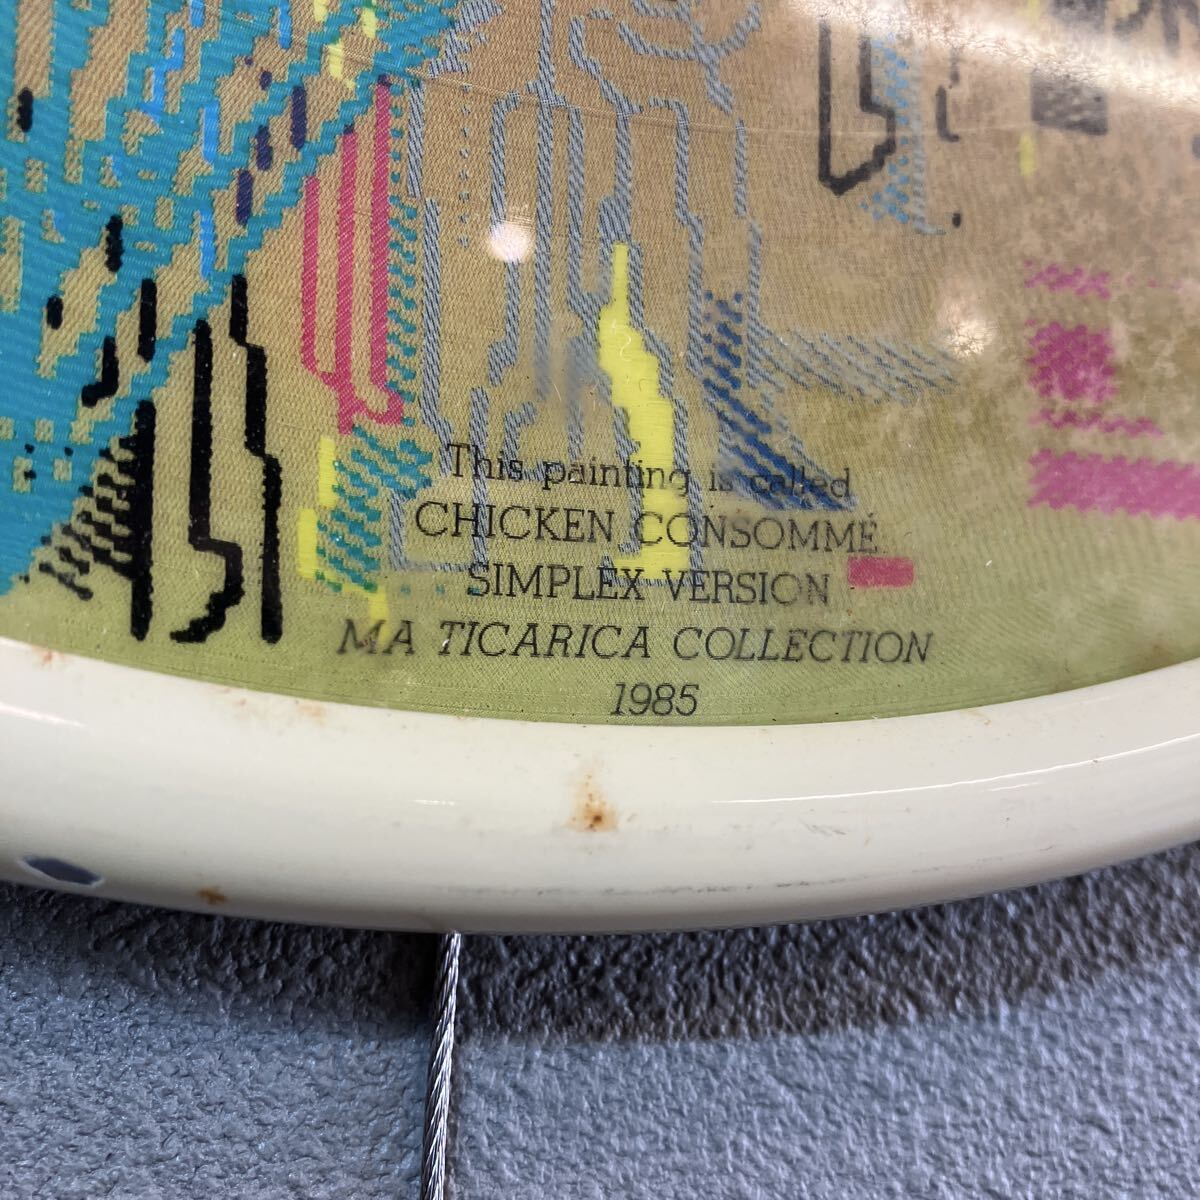 This painting is called
CHICKEN CONSOMMÉ
SIMPLEX VERSION
MA TICARICA COLLECTION
1985